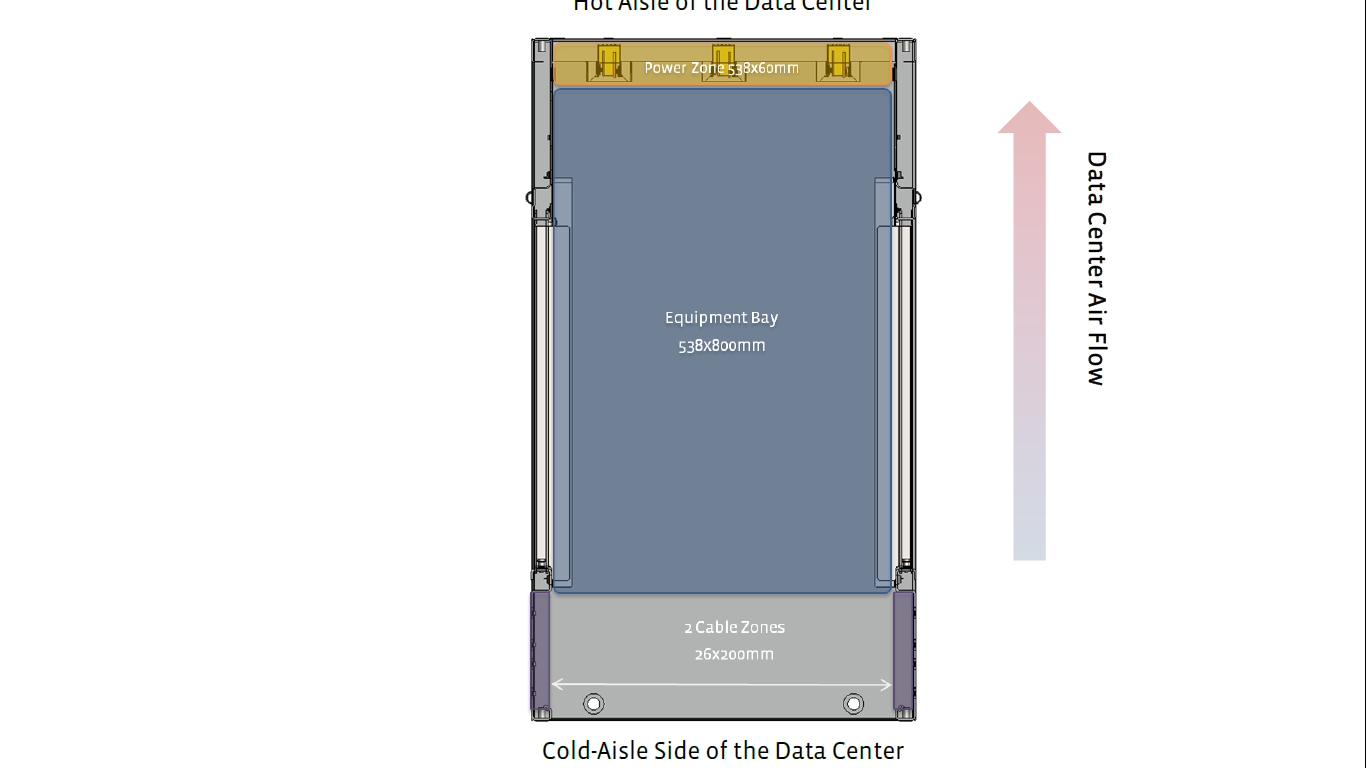 Hot Aisle of the Data Center
Power Zone 538x60mm
Data Center Air Flow
Equipment Bay
538x800mm
2 Cable Zones
26x200mm
Cold-Aisle Side of the Data Center